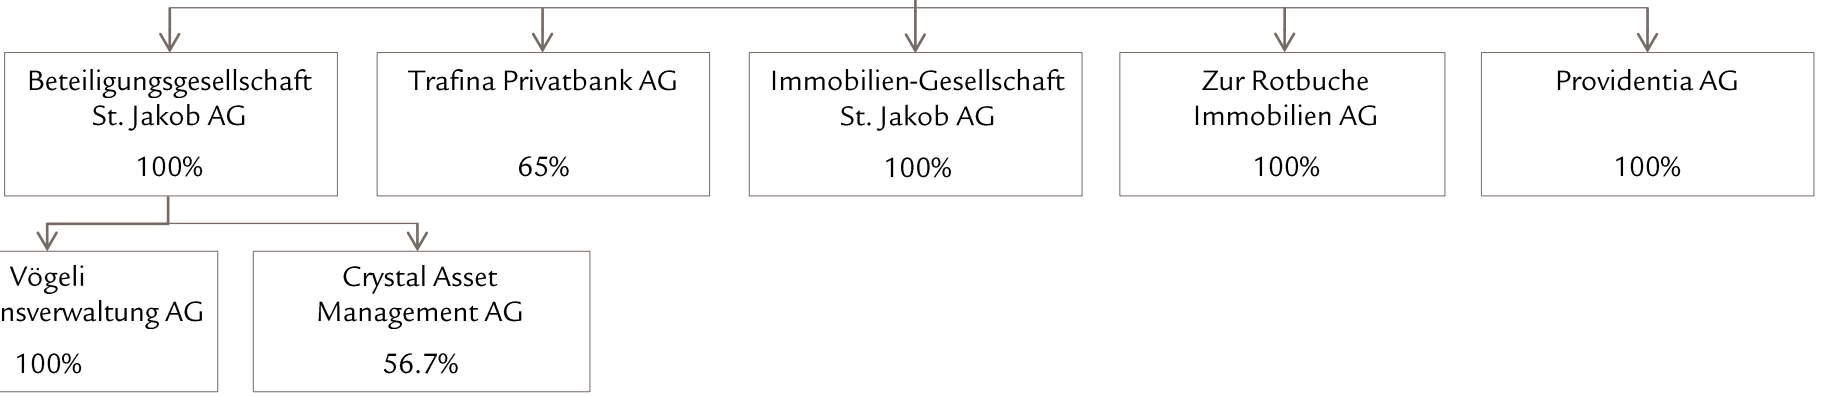 Beteiligungsgesellschaft
St. Jakob AG
100%
Trafina Privatbank AG
65%
Immobilien-Gesellschaft
St. Jakob AG
100%
Zur Rotbuche
Immobilien AG
100%
Providentia AG
100%
Vögeli
nsverwaltung AG
100%
Crystal Asset
Management AG
56.7%